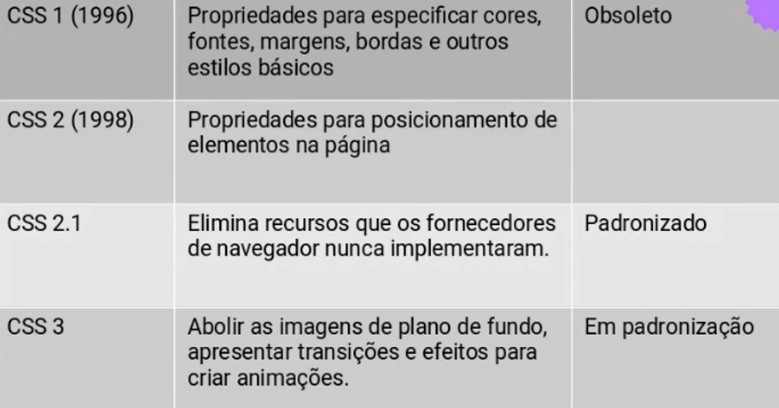 CSS 1 (1996)
Propriedades para especificar cores,
fontes, margens, bordas e outros
estilos básicos
Obsoleto
CSS 2 (1998)
Propriedades para posicionamento de
elementos na página
CSS 2.1
Elimina recursos que os fornecedores
de navegador nunca implementaram.
Padronizado
CSS 3
Abolir as imagens de plano de fundo,
apresentar transições e efeitos para
criar animações.
Em padronização